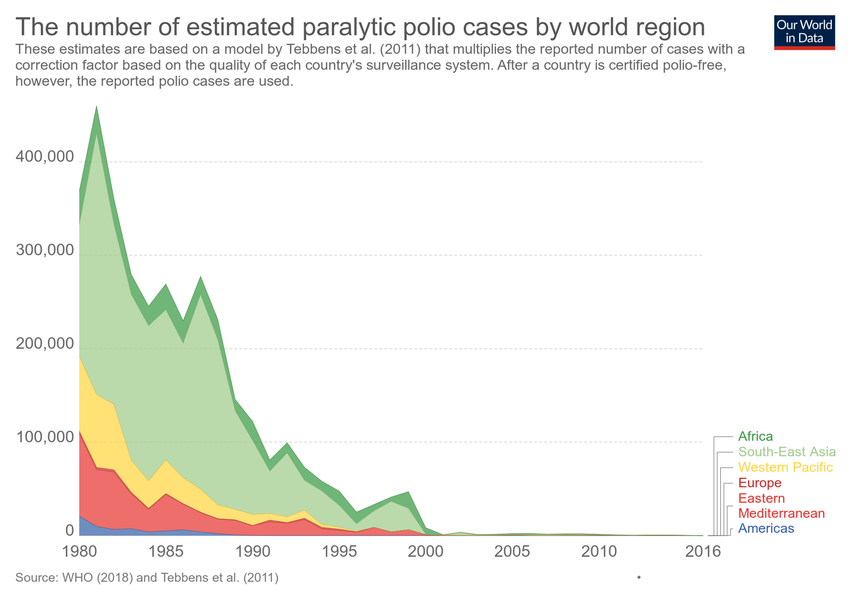 The number of estimated paralytic polio cases by world region
Our World
in Data
These estimates are based on a model by Tebbens et al. (2011) that multiplies the reported number of cases with a
correction factor based on the quality of each country's surveillance system. After a country is certified polio-free,
however, the reported polio cases are used.
400,000
300,000
200,000
100,000
0
Africa
South-East Asia
Western Pacific
Europe
Eastern
Mediterranean
Americas
1980 1985 1990 1995 2000 2005 2010 2016
Source: WHO (2018) and Tebbens et al. (2011)